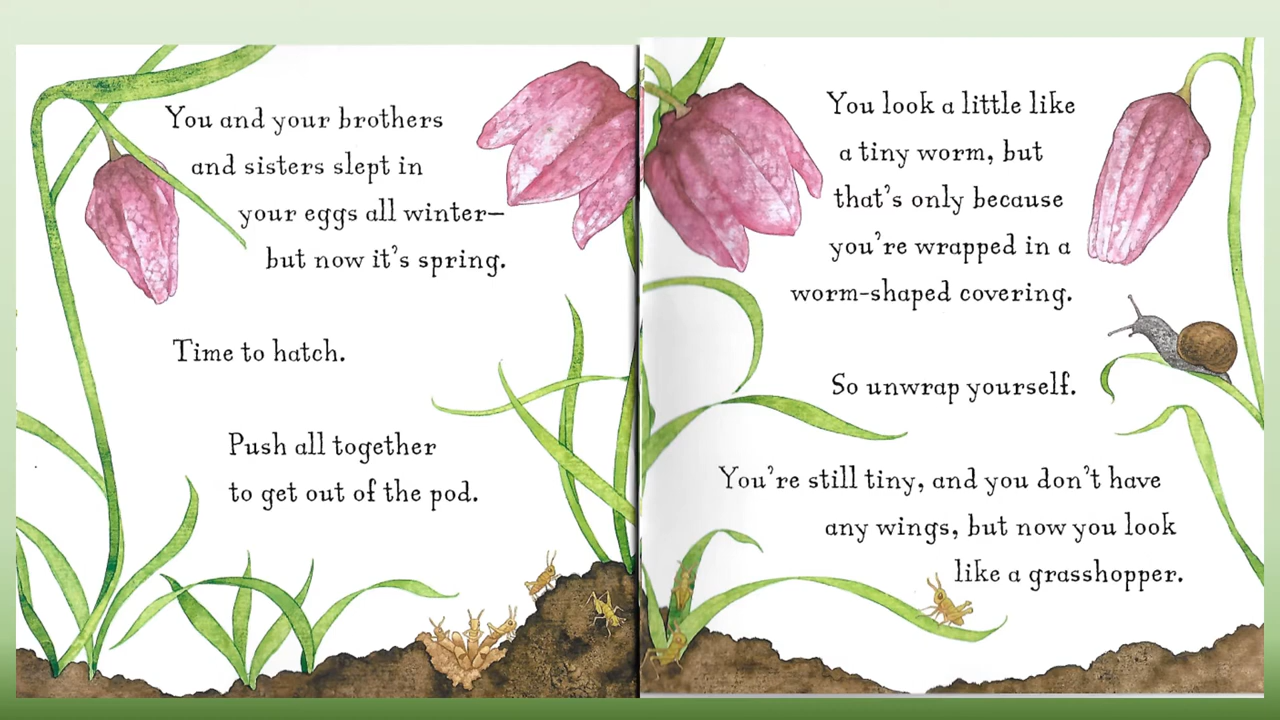 You and your brothers
and sisters slept in
your eggs all winter—
but now it's spring.
Time to hatch.
Push all together
to get out of the pod.
You look a little like
a tiny worm, but
that's only because
you're wrapped in a
worm-shaped covering.
So unwrap yourself.
You're still tiny, and you don't have
any wings, but now you look
like a grasshopper.